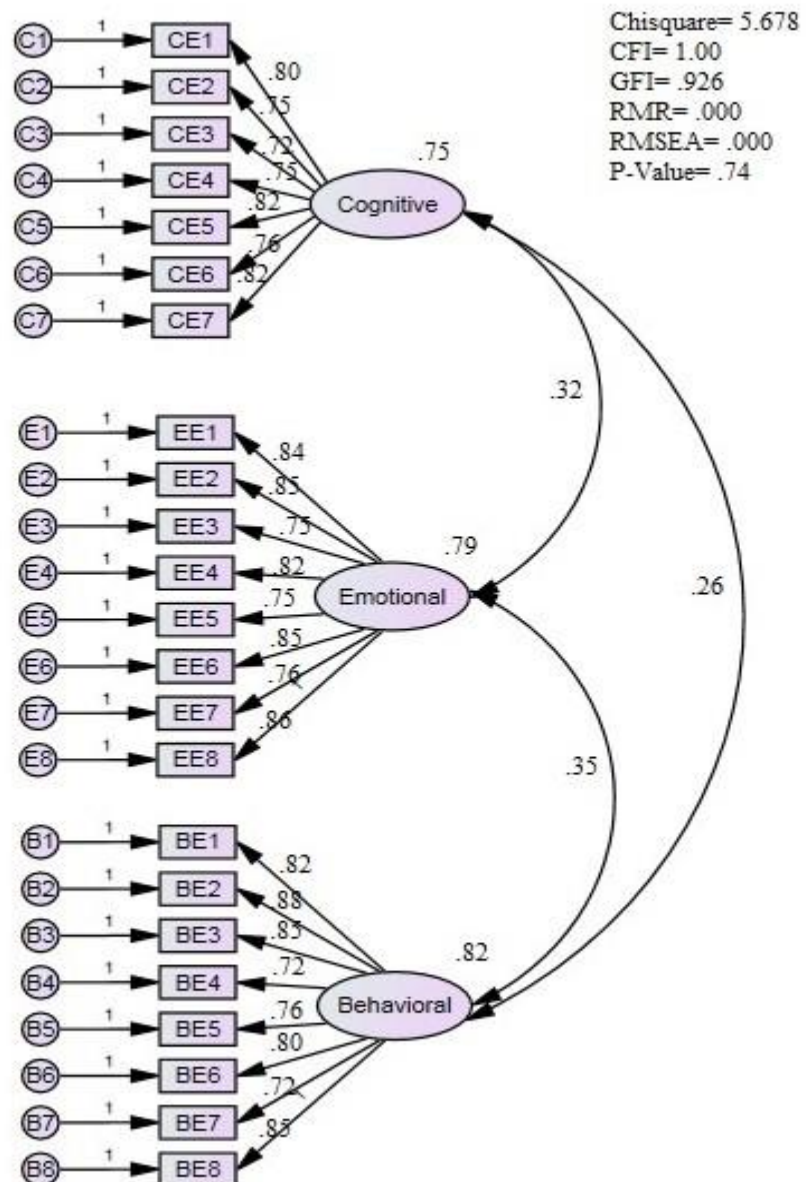 Chisquare= 5.678
CFI= 1.00
GFI= .926
RMR= .000
RMSEA= .000
P-Value= .74
C1 1 CE1
C2 1 CE2
C3 1 CE3
C4 1 CE4
C5 1 CE5
C6 1 CE6
C7 1 CE7
.80
.75
.72
.75
.82
.76
.82
.75
Cognitive
.32
.26
E1 1 EE1
E2 1 EE2
E3 1 EE3
E4 1 EE4
E5 1 EE5
E6 1 EE6
E7 1 EE7
E8 1 EE8
.84
.85
.75
.82
.75
.85
.76
.86
.79
Emotional
.35
B1 1 BE1
B2 1 BE2
B3 1 BE3
B4 1 BE4
B5 1 BE5
B6 1 BE6
B7 1 BE7
B8 1 BE8
.82
.88
.85
.72
.76
.80
.72
.85
.82
Behavioral